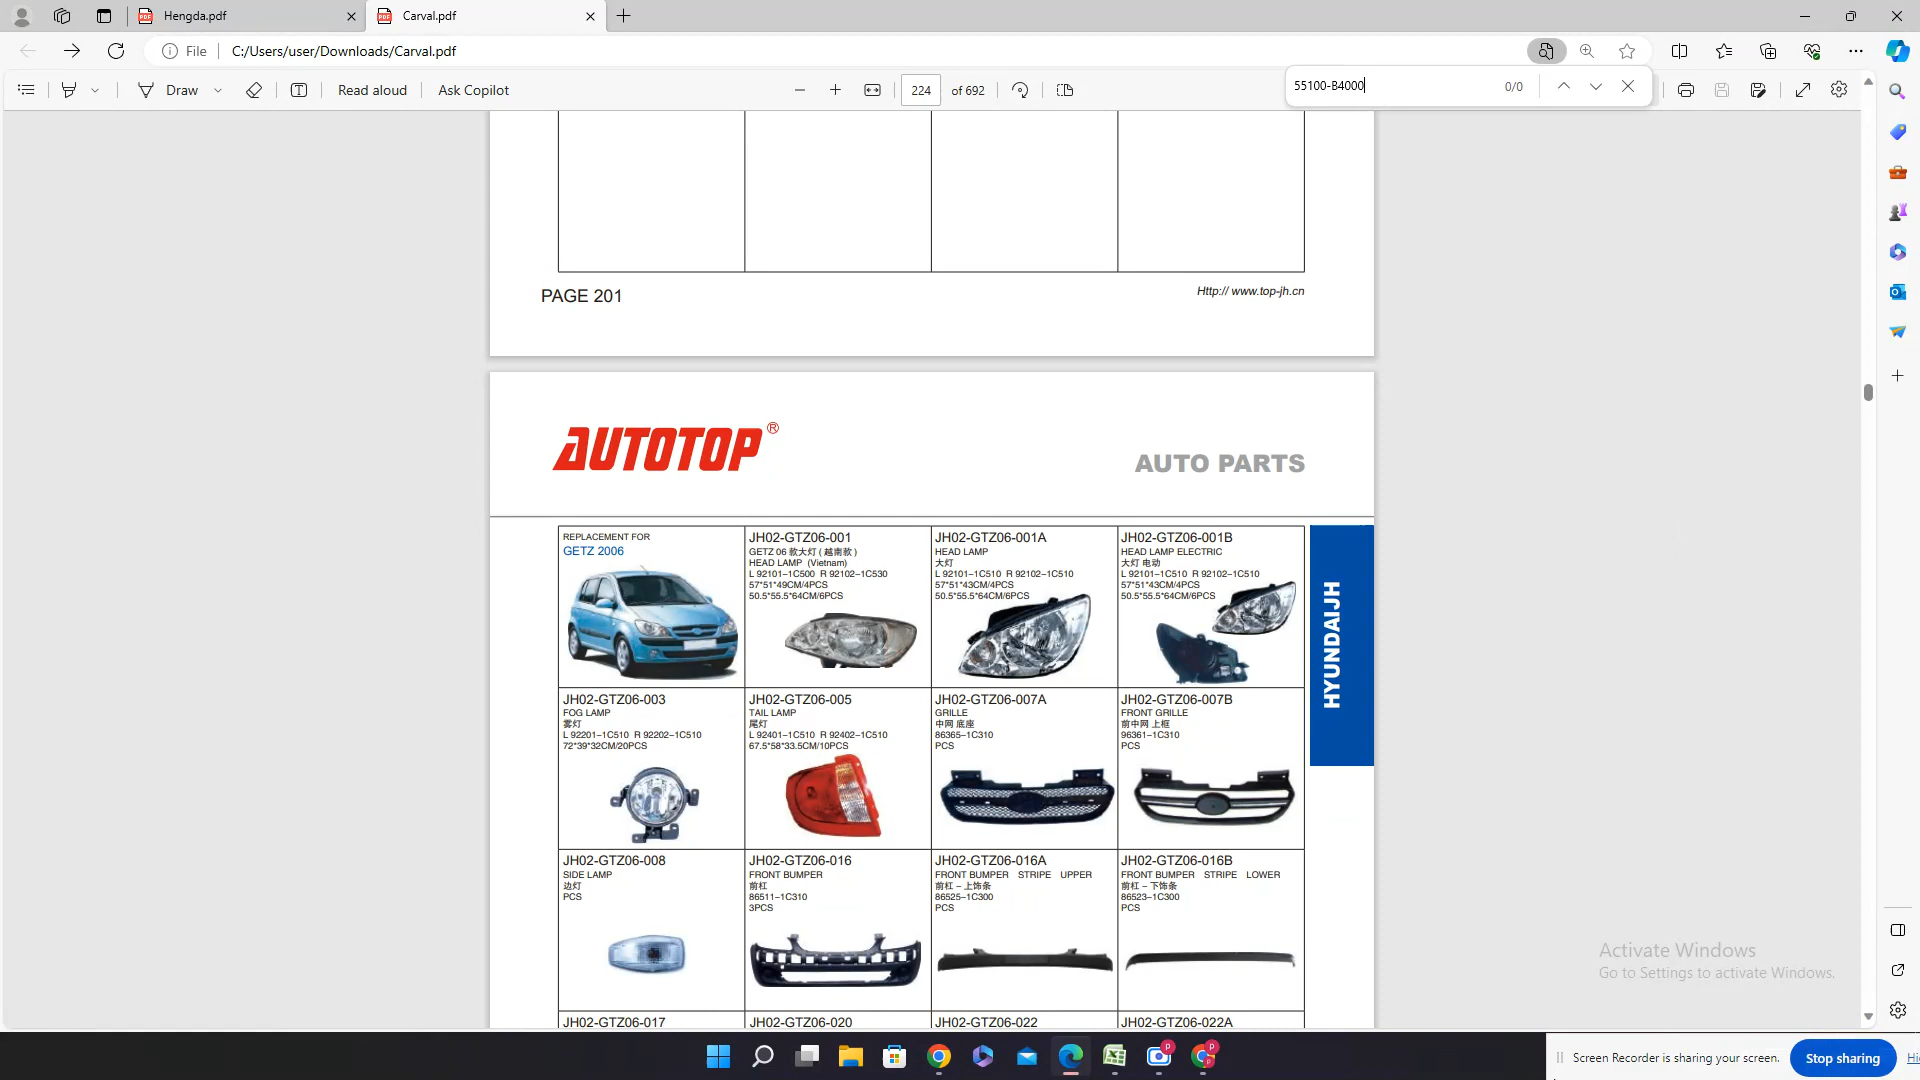 Hengda.pdf
Carval.pdf
File
C:/Users/user/Downloads/Carval.pdf
Draw
Read aloud
Ask Copilot
224
of 692
55100-B4000
0/0
PAGE 201
Http:// www.top-jh.cn
AUTOTOP®
AUTO PARTS
REPLACEMENT FOR
GETZ 2006
JH02-GTZ06-001
GETZ 06 款大灯 ( 越南款 )
HEAD LAMP (Vietnam)
L 92101-1C500 R 92102-1C530
57*51*49CM/4PCS
50.5*55.5*64CM/6PCS
JH02-GTZ06-001A
HEAD LAMP
大灯
L 92101-1C510 R 92102-1C510
57*51*43CM/4PCS
50.5*55.5*64CM/6PCS
JH02-GTZ06-001B
HEAD LAMP ELECTRIC
大灯 电动
L 92101-1C510 R 92102-1C510
57*51*43CM/4PCS
50.5*55.5*64CM/6PCS
HYUNDAIJH
JH02-GTZ06-003
FOG LAMP
雾灯
L 92201-1C510 R 92202-1C510
72*39*32CM/20PCS
JH02-GTZ06-005
TAIL LAMP
尾灯
L 92401-1C510 R 92402-1C510
67.5*58*33.5CM/10PCS
JH02-GTZ06-007A
GRILLE
中网 底座
86365-1C310
PCS
JH02-GTZ06-007B
FRONT GRILLE
前中网 上框
96361-1C310
PCS
JH02-GTZ06-008
SIDE LAMP
边灯
PCS
JH02-GTZ06-016
FRONT BUMPER
前杠
86511-1C310
3PCS
JH02-GTZ06-016A
FRONT BUMPER STRIPE UPPER
前杠 - 上饰条
86525-1C300
PCS
JH02-GTZ06-016B
FRONT BUMPER STRIPE LOWER
前杠 - 下饰条
86523-1C300
PCS
JH02-GTZ06-017
JH02-GTZ06-020
JH02-GTZ06-022
JH02-GTZ06-022A
Activate Windows
Go to Settings to activate Windows.
Screen Recorder is sharing your screen.
Stop sharing
Hi